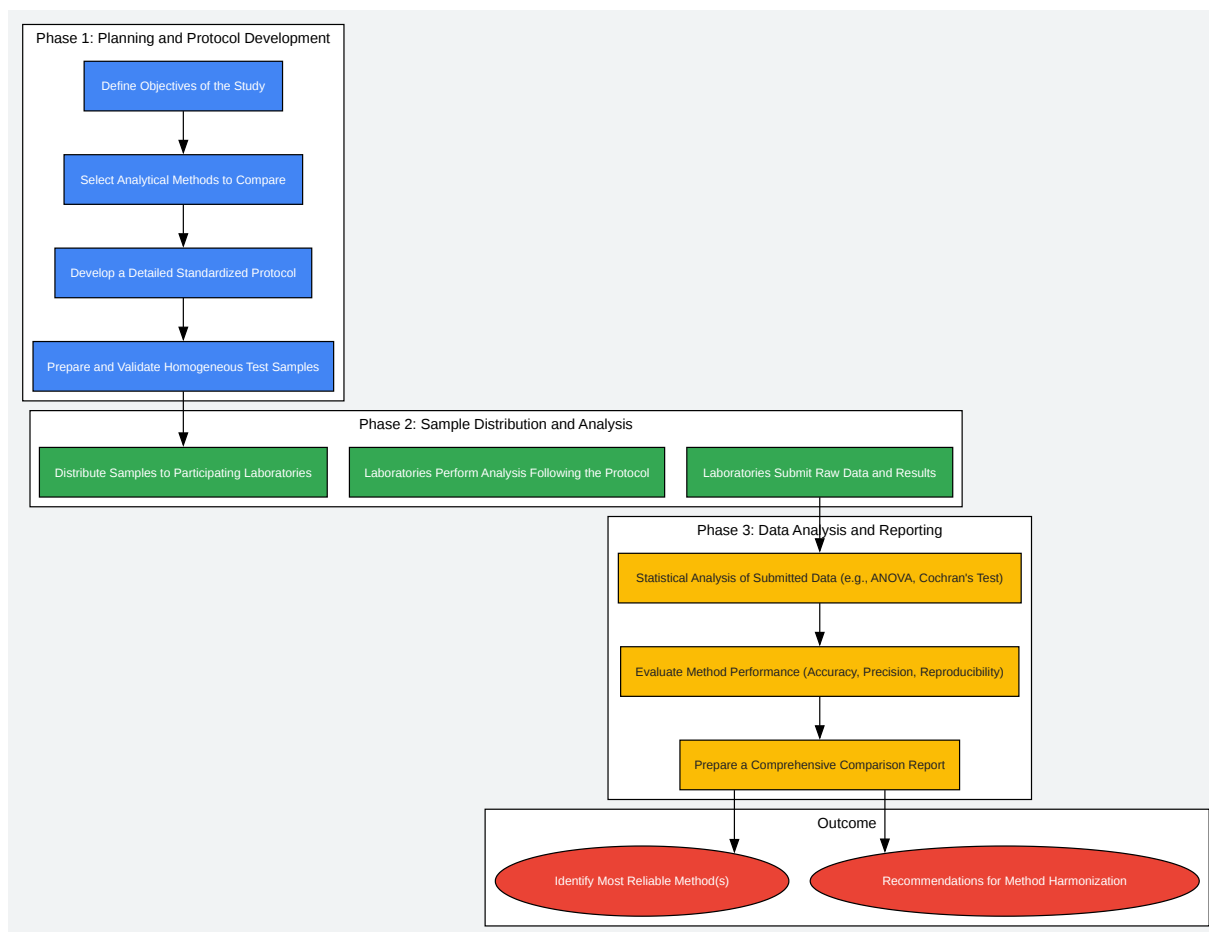 Phase 1: Planning and Protocol Development
Define Objectives of the Study
Select Analytical Methods to Compare
Develop a Detailed Standardized Protocol
Prepare and Validate Homogeneous Test Samples
Phase 2: Sample Distribution and Analysis
Distribute Samples to Participating Laboratories
Laboratories Perform Analysis Following the Protocol
Laboratories Submit Raw Data and Results
Phase 3: Data Analysis and Reporting
Statistical Analysis of Submitted Data (e.g., ANOVA, Cochran's Test)
Evaluate Method Performance (Accuracy, Precision, Reproducibility)
Prepare a Comprehensive Comparison Report
Outcome
Identify Most Reliable Method(s)
Recommendations for Method Harmonization